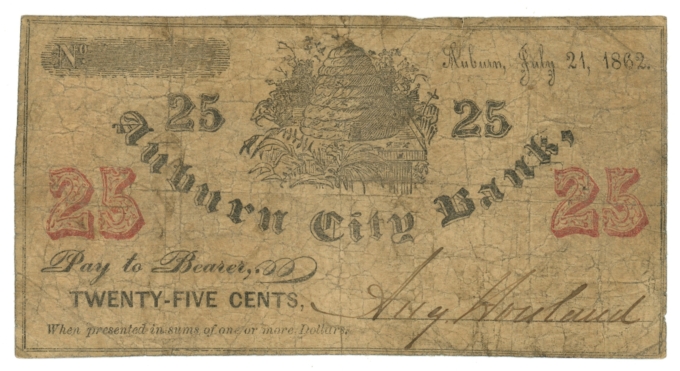 No
Auburn, July 21, 1862.
25 25
Auburn City Bank,
25 25
Pay to Bearer,
TWENTY-FIVE CENTS.
When presented in sums of one or more Dollars.
Howland